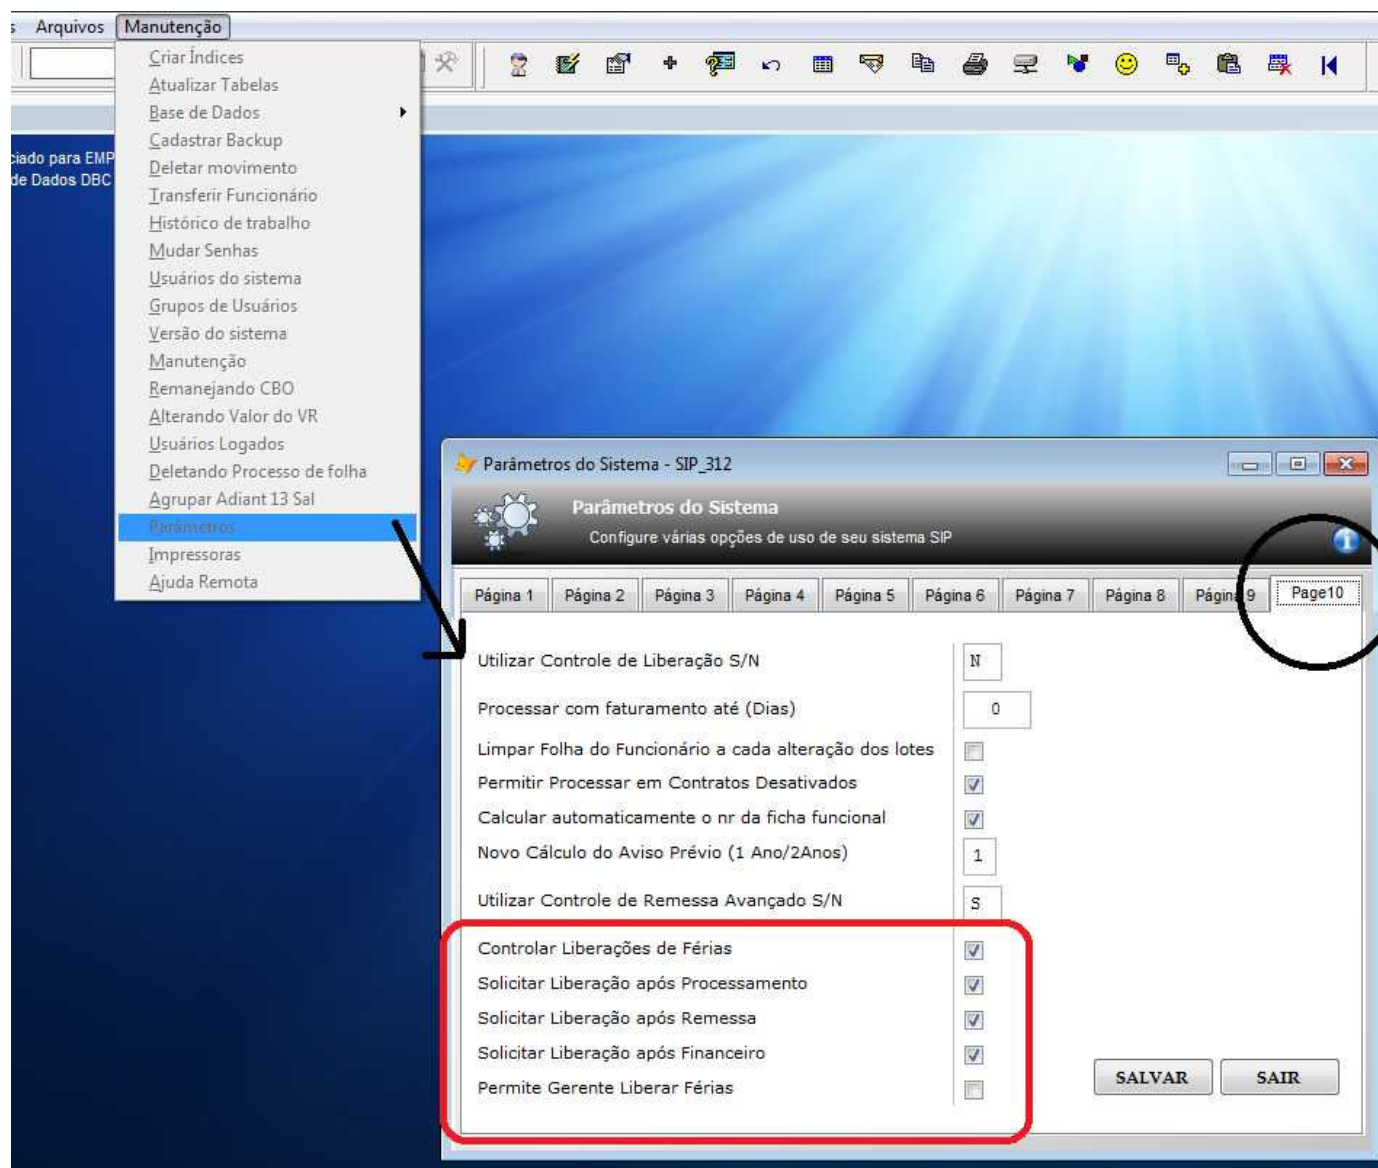 s Arquivos Manutenção
Criar Índices
Atualizar Tabelas
Base de Dados
Cadastrar Backup
Deletar movimento
Transferir Funcionário
Histórico de trabalho
Mudar Senhas
Usuários do sistema
Grupos de Usuários
Versão do sistema
Manutenção
Remanejando CBO
Alterando Valor do VR
Usuários Logados
Deletando Processo de folha
Agrupar Adiant 13 Sal
Parâmetros
Impressoras
Ajuda Remota
ciado para EMP
de Dados DBC
Parâmetros do Sistema - SIP_312
Parâmetros do Sistema
Configure várias opções de uso de seu sistema SIP
Página 1 Página 2 Página 3 Página 4 Página 5 Página 6 Página 7 Página 8 Página 9 Page10
Utilizar Controle de Liberação S/N N
Processar com faturamento até (Dias) 0
Limpar Folha do Funcionário a cada alteração dos lotes
Permitir Processar em Contratos Desativados
Calcular automaticamente o nr da ficha funcional
Novo Cálculo do Aviso Prévio (1 Ano/2Anos) 1
Utilizar Controle de Remessa Avançado S/N S
Controlar Liberações de Férias
Solicitar Liberação após Processamento
Solicitar Liberação após Remessa
Solicitar Liberação após Financeiro
Permite Gerente Liberar Férias
SALVAR SAIR